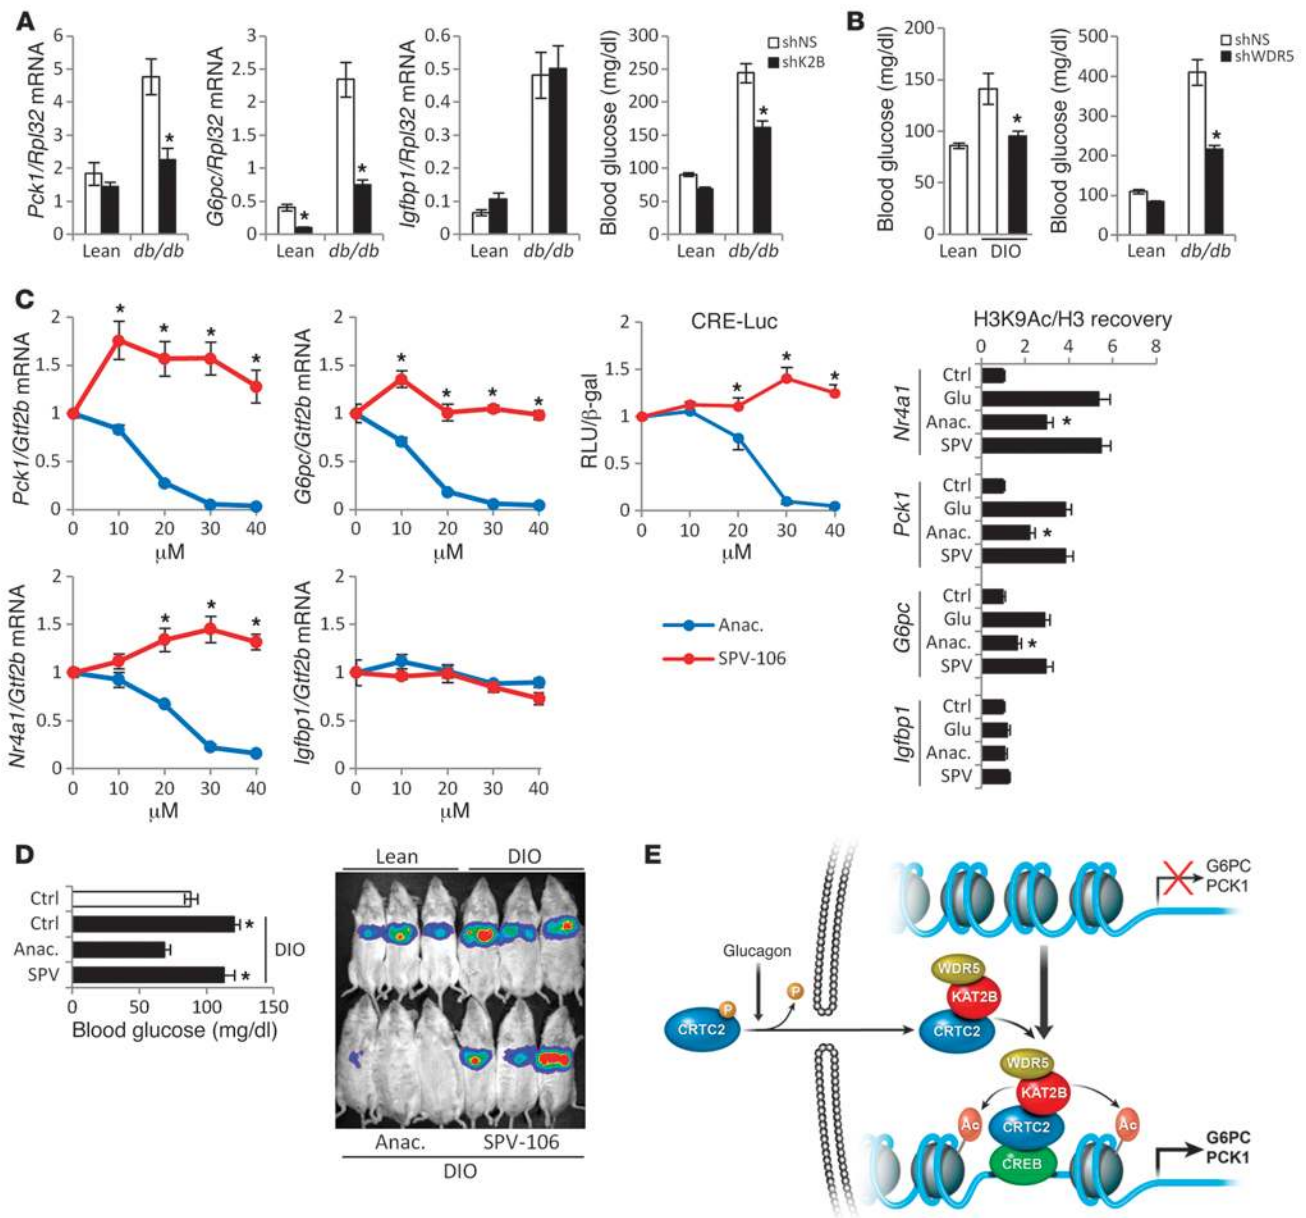 A
Pck1/Rpl32 mRNA
6
5
4
3
2
1
0
Lean
db/db
*
G6pc/Rpl32 mRNA
3
2.5
2
1.5
1
0.5
0
Lean
db/db
*
*
Igfbp1/Rpl32 mRNA
0.6
0.5
0.4
0.3
0.2
0.1
0
Lean
db/db
Blood glucose (mg/dl)
300
250
200
150
100
50
0
Lean
db/db
*
shNS
shK2B
B
Blood glucose (mg/dl)
200
150
100
50
0
Lean
DIO
*
Blood glucose (mg/dl)
500
400
300
200
100
0
Lean
db/db
*
shNS
shWDR5
C
Pck1/Gtf2b mRNA
2
1.5
1
0.5
0
* * * *
0 10 20 30 40
μM
G6pc/Gtf2b mRNA
2
1.5
1
0.5
0
* * * *
0 10 20 30 40
μM
CRE-Luc
RLU/β-gal
2
1.5
1
0.5
0
* * *
0 10 20 30 40
μM
Nr4a1/Gtf2b mRNA
2
1.5
1
0.5
0
* * *
0 10 20 30 40
μM
Igfbp1/Gtf2b mRNA
2
1.5
1
0.5
0
0 10 20 30 40
μM
Anac.
SPV-106
H3K9Ac/H3 recovery
0 2 4 6 8
Nr4a1
Ctrl
Glu
Anac. *
SPV
Pck1
Ctrl
Glu
Anac. *
SPV
G6pc
Ctrl
Glu
Anac. *
SPV
Igfbp1
Ctrl
Glu
Anac.
SPV
D
Ctrl
Ctrl *
Anac.
SPV *
DIO
0 50 100 150
Blood glucose (mg/dl)
Lean DIO
Anac. SPV-106
DIO
E
G6PC
PCK1
Glucagon
P
P
CRTC2
WDR5
KAT2B
CRTC2
WDR5
KAT2B
Ac
CRTC2
Ac
CREB
G6PC
PCK1